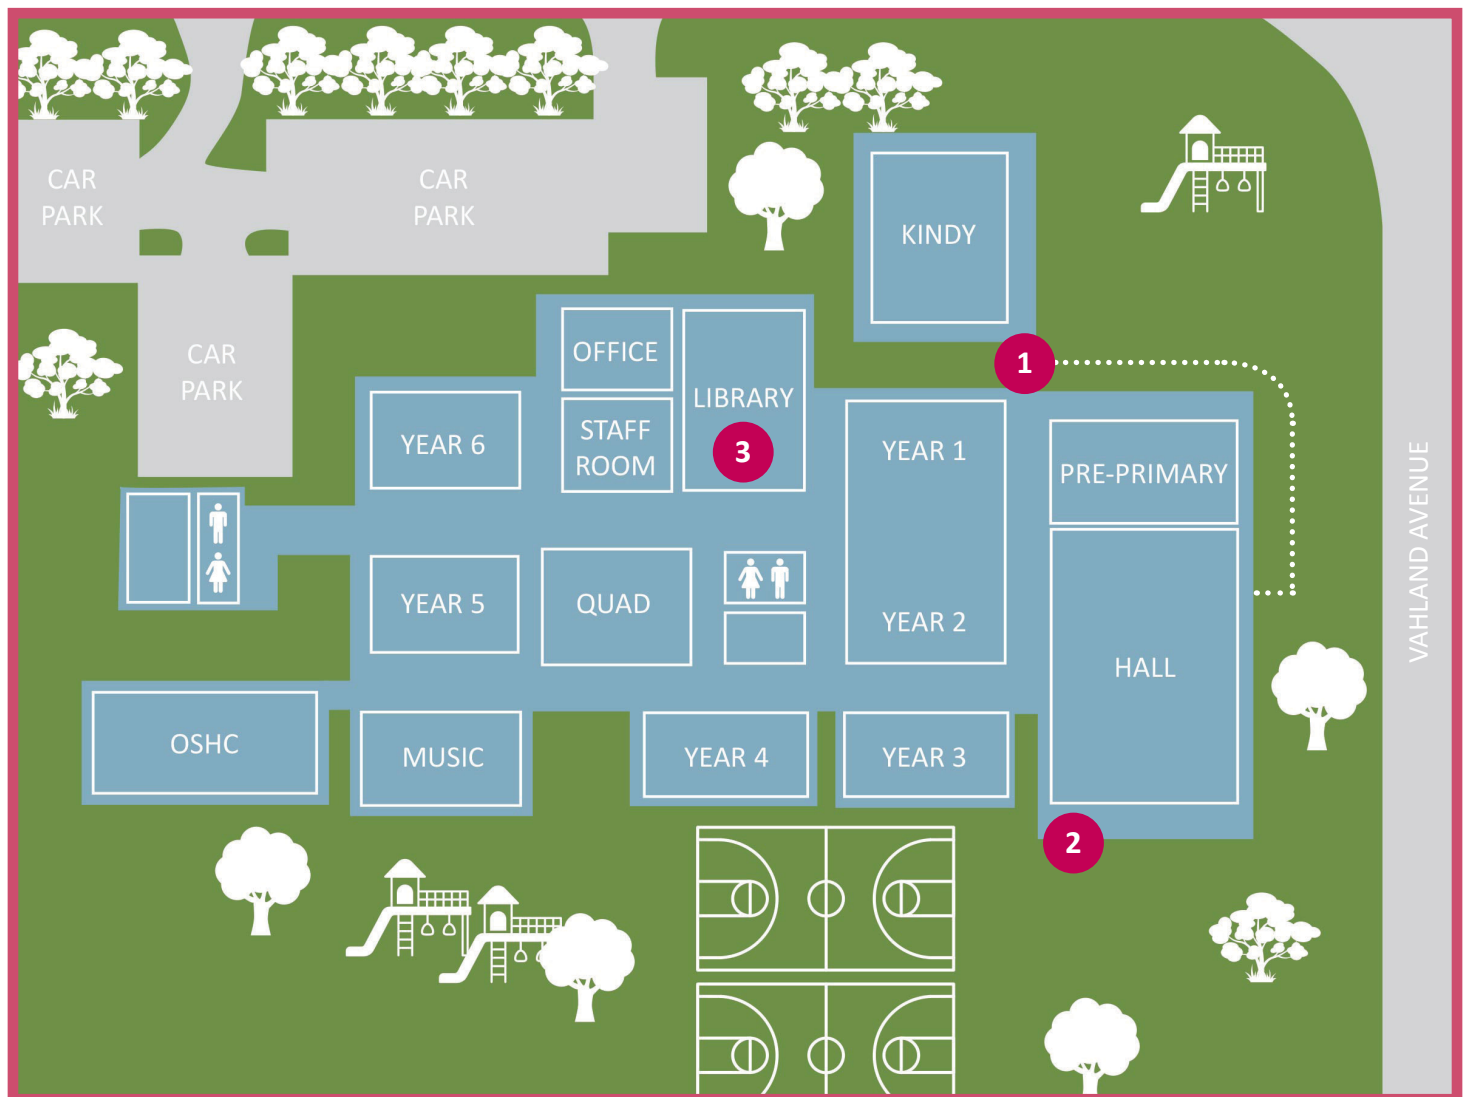 CAR
PARK
CAR
PARK
KINDY
CAR
PARK
OFFICE
LIBRARY
STAFF
ROOM
YEAR 6
3
1
YEAR 1
PRE-PRIMARY
YEAR 5
QUAD
YEAR 2
HALL
VAHLAND AVENUE
OSHC
MUSIC
YEAR 4
YEAR 3
2